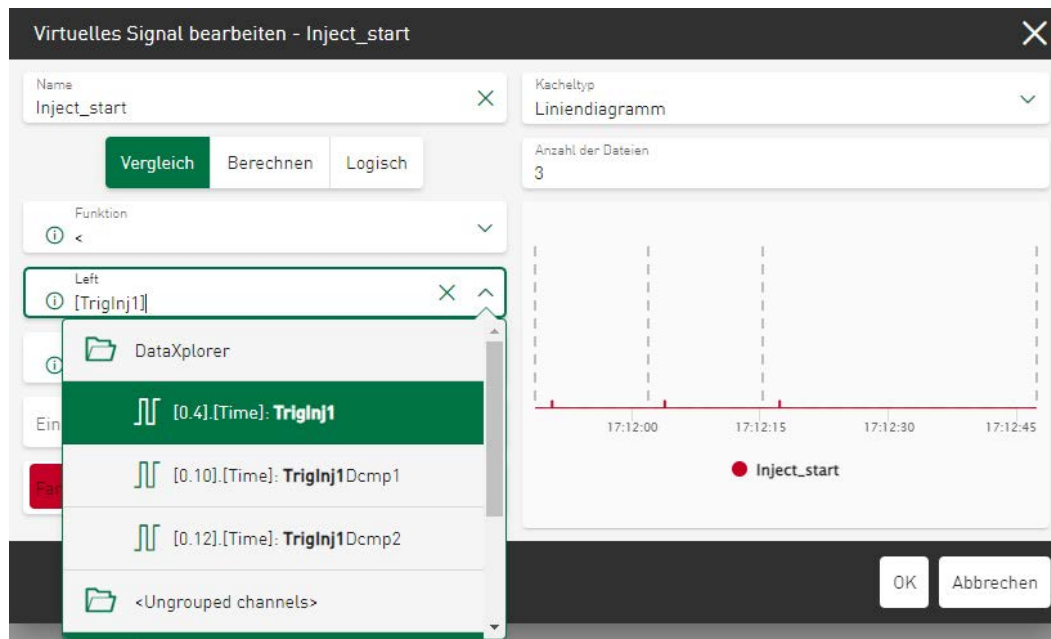 Virtuelles Signal bearbeiten - Inject_start
Name
Inject_start
Vergleich Berechnen Logisch
Funktion
<
Left
[TrigInj1]
DataXplorer
[0.4].[Time]: TrigInj1
[0.10].[Time]: TrigInj1Dcmp1
[0.12].[Time]: TrigInj1Dcmp2
<Ungrouped channels>
Ein
Far
Kacheltyp
Liniendiagramm
Anzahl der Dateien
3
17:12:00 17:12:15 17:12:30 17:12:45
Inject_start
OK Abbrechen